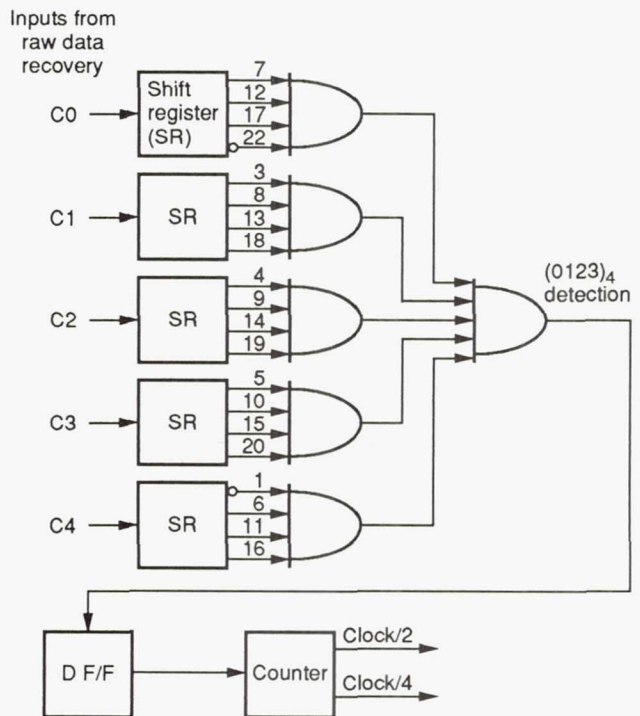 Inputs from
raw data
recovery
C0
Shift
register
(SR)
7
12
17
22
C1
SR
3
8
13
18
C2
SR
4
9
14
19
C3
SR
5
10
15
20
C4
SR
1
6
11
16
(0123)4
detection
D F/F
Counter
Clock/2
Clock/4